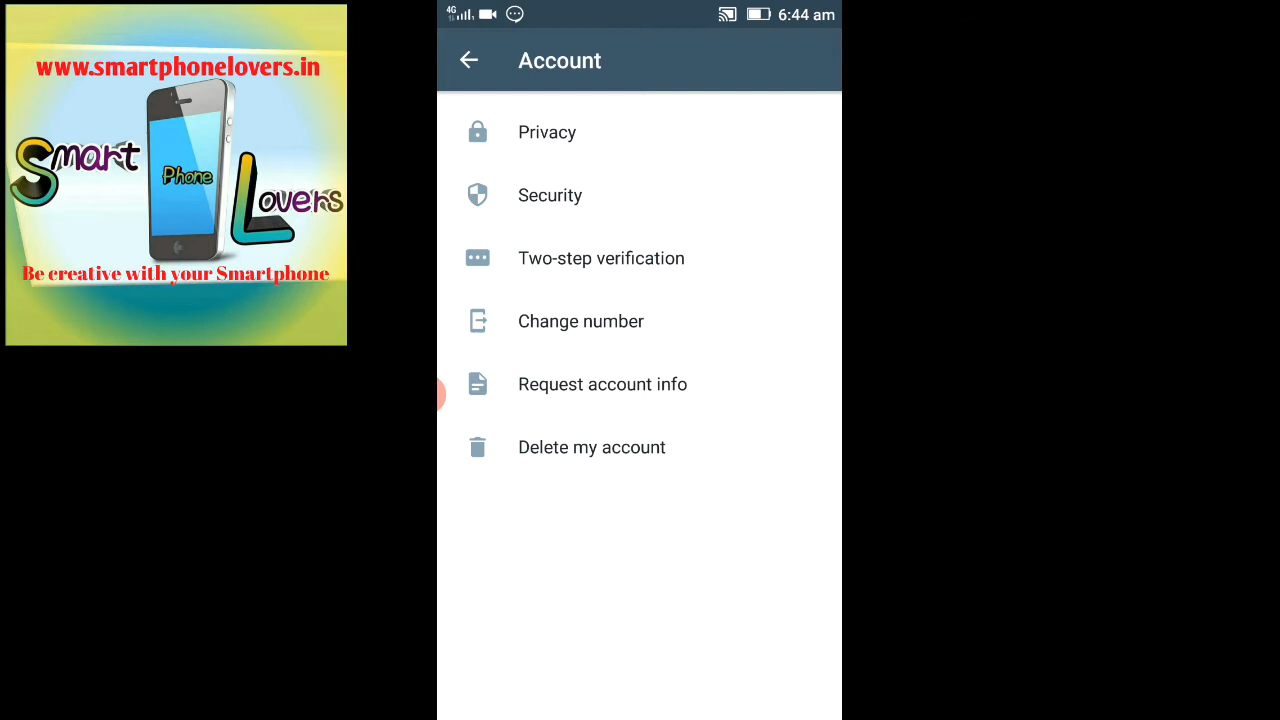 www.smartphonelovers.in
Smart
Phone
Lovers
Be creative with your Smartphone
4G
6:44 am
Account
Privacy
Security
Two-step verification
Change number
Request account info
Delete my account